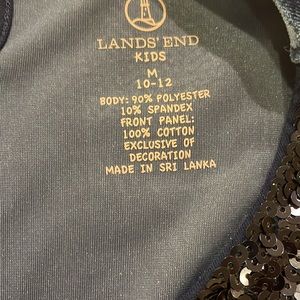 LANDS' END
KIDS
M
10-12
BODY: 90% POLYESTER
10% SPANDEX
FRONT PANEL:
100% COTTON
EXCLUSIVE OF
DECORATION
MADE IN SRI LANKA